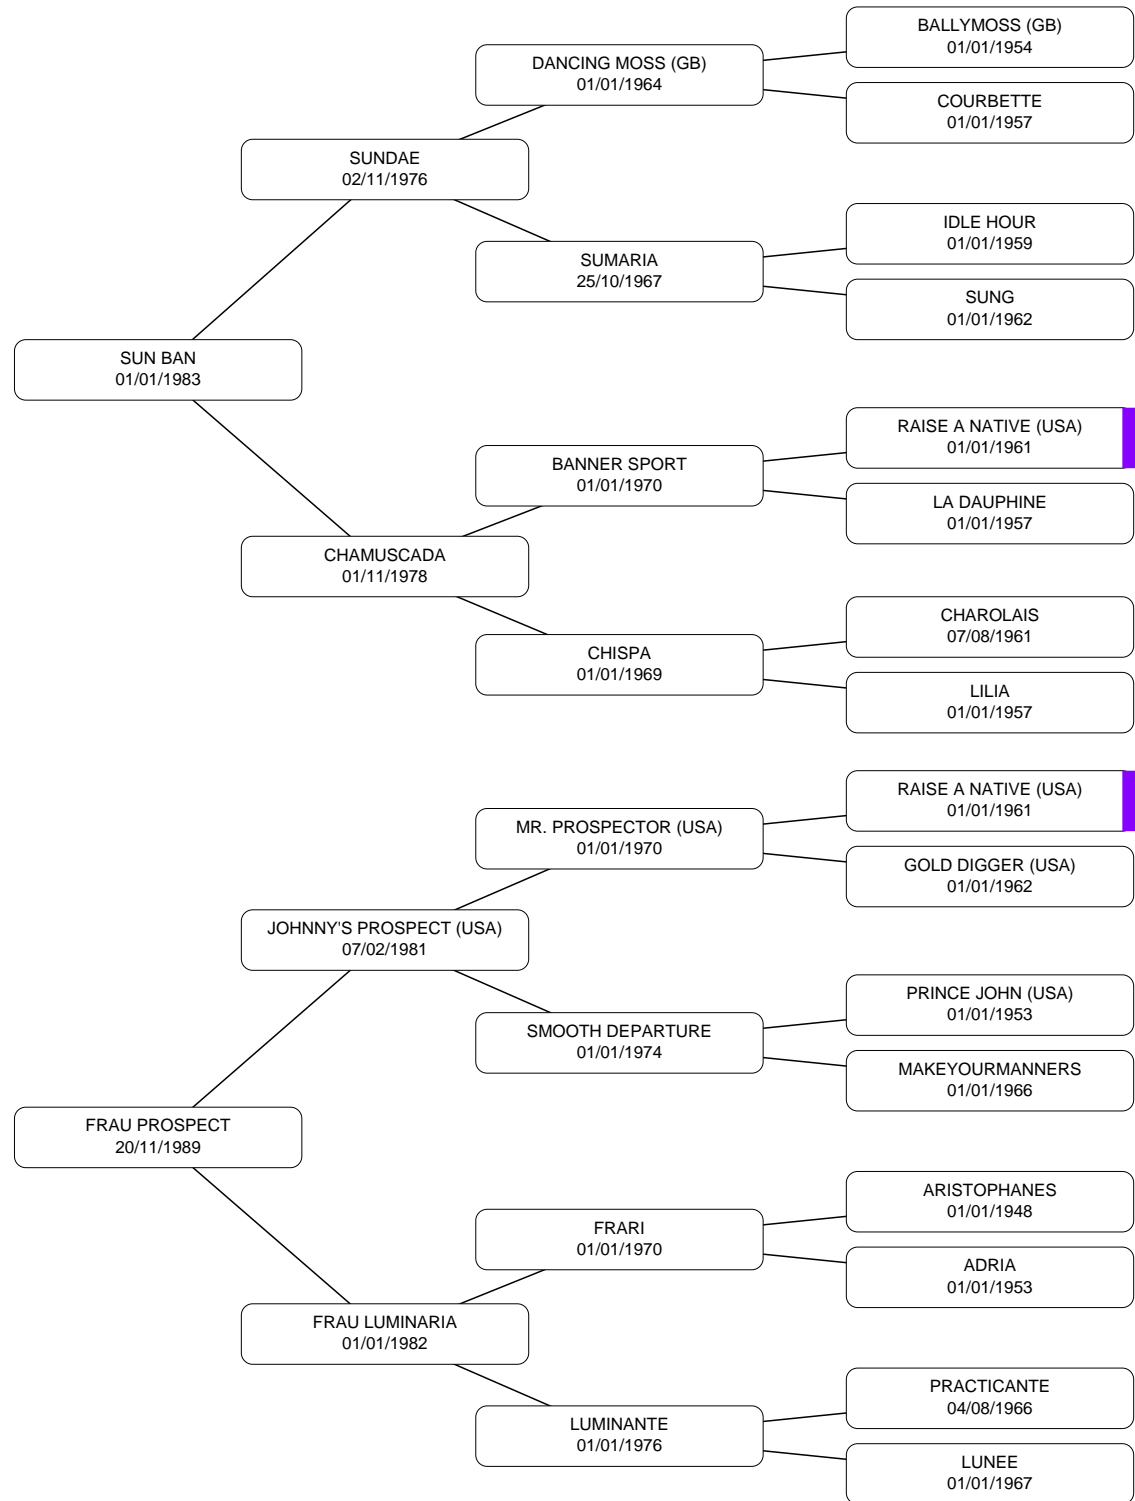 BALLYMOSS (GB)
01/01/1954
DANCING MOSS (GB)
01/01/1964
COURBETTE
01/01/1957
SUNDAE
02/11/1976
IDLE HOUR
01/01/1959
SUMARIA
25/10/1967
SUNG
01/01/1962
SUN BAN
01/01/1983
RAISE A NATIVE (USA)
01/01/1961
BANNER SPORT
01/01/1970
LA DAUPHINE
01/01/1957
CHAMUSCADA
01/11/1978
CHAROLAIS
07/08/1961
CHISPA
01/01/1969
LILIA
01/01/1957
RAISE A NATIVE (USA)
01/01/1961
MR. PROSPECTOR (USA)
01/01/1970
GOLD DIGGER (USA)
01/01/1962
JOHNNY'S PROSPECT (USA)
07/02/1981
PRINCE JOHN (USA)
01/01/1953
SMOOTH DEPARTURE
01/01/1974
MAKEYOURMANNERS
01/01/1966
FRAU PROSPECT
20/11/1989
ARISTOPHANES
01/01/1948
FRARI
01/01/1970
ADRIA
01/01/1953
FRAU LUMINARIA
01/01/1982
PRACTICANTE
04/08/1966
LUMINANTE
01/01/1976
LUNEE
01/01/1967